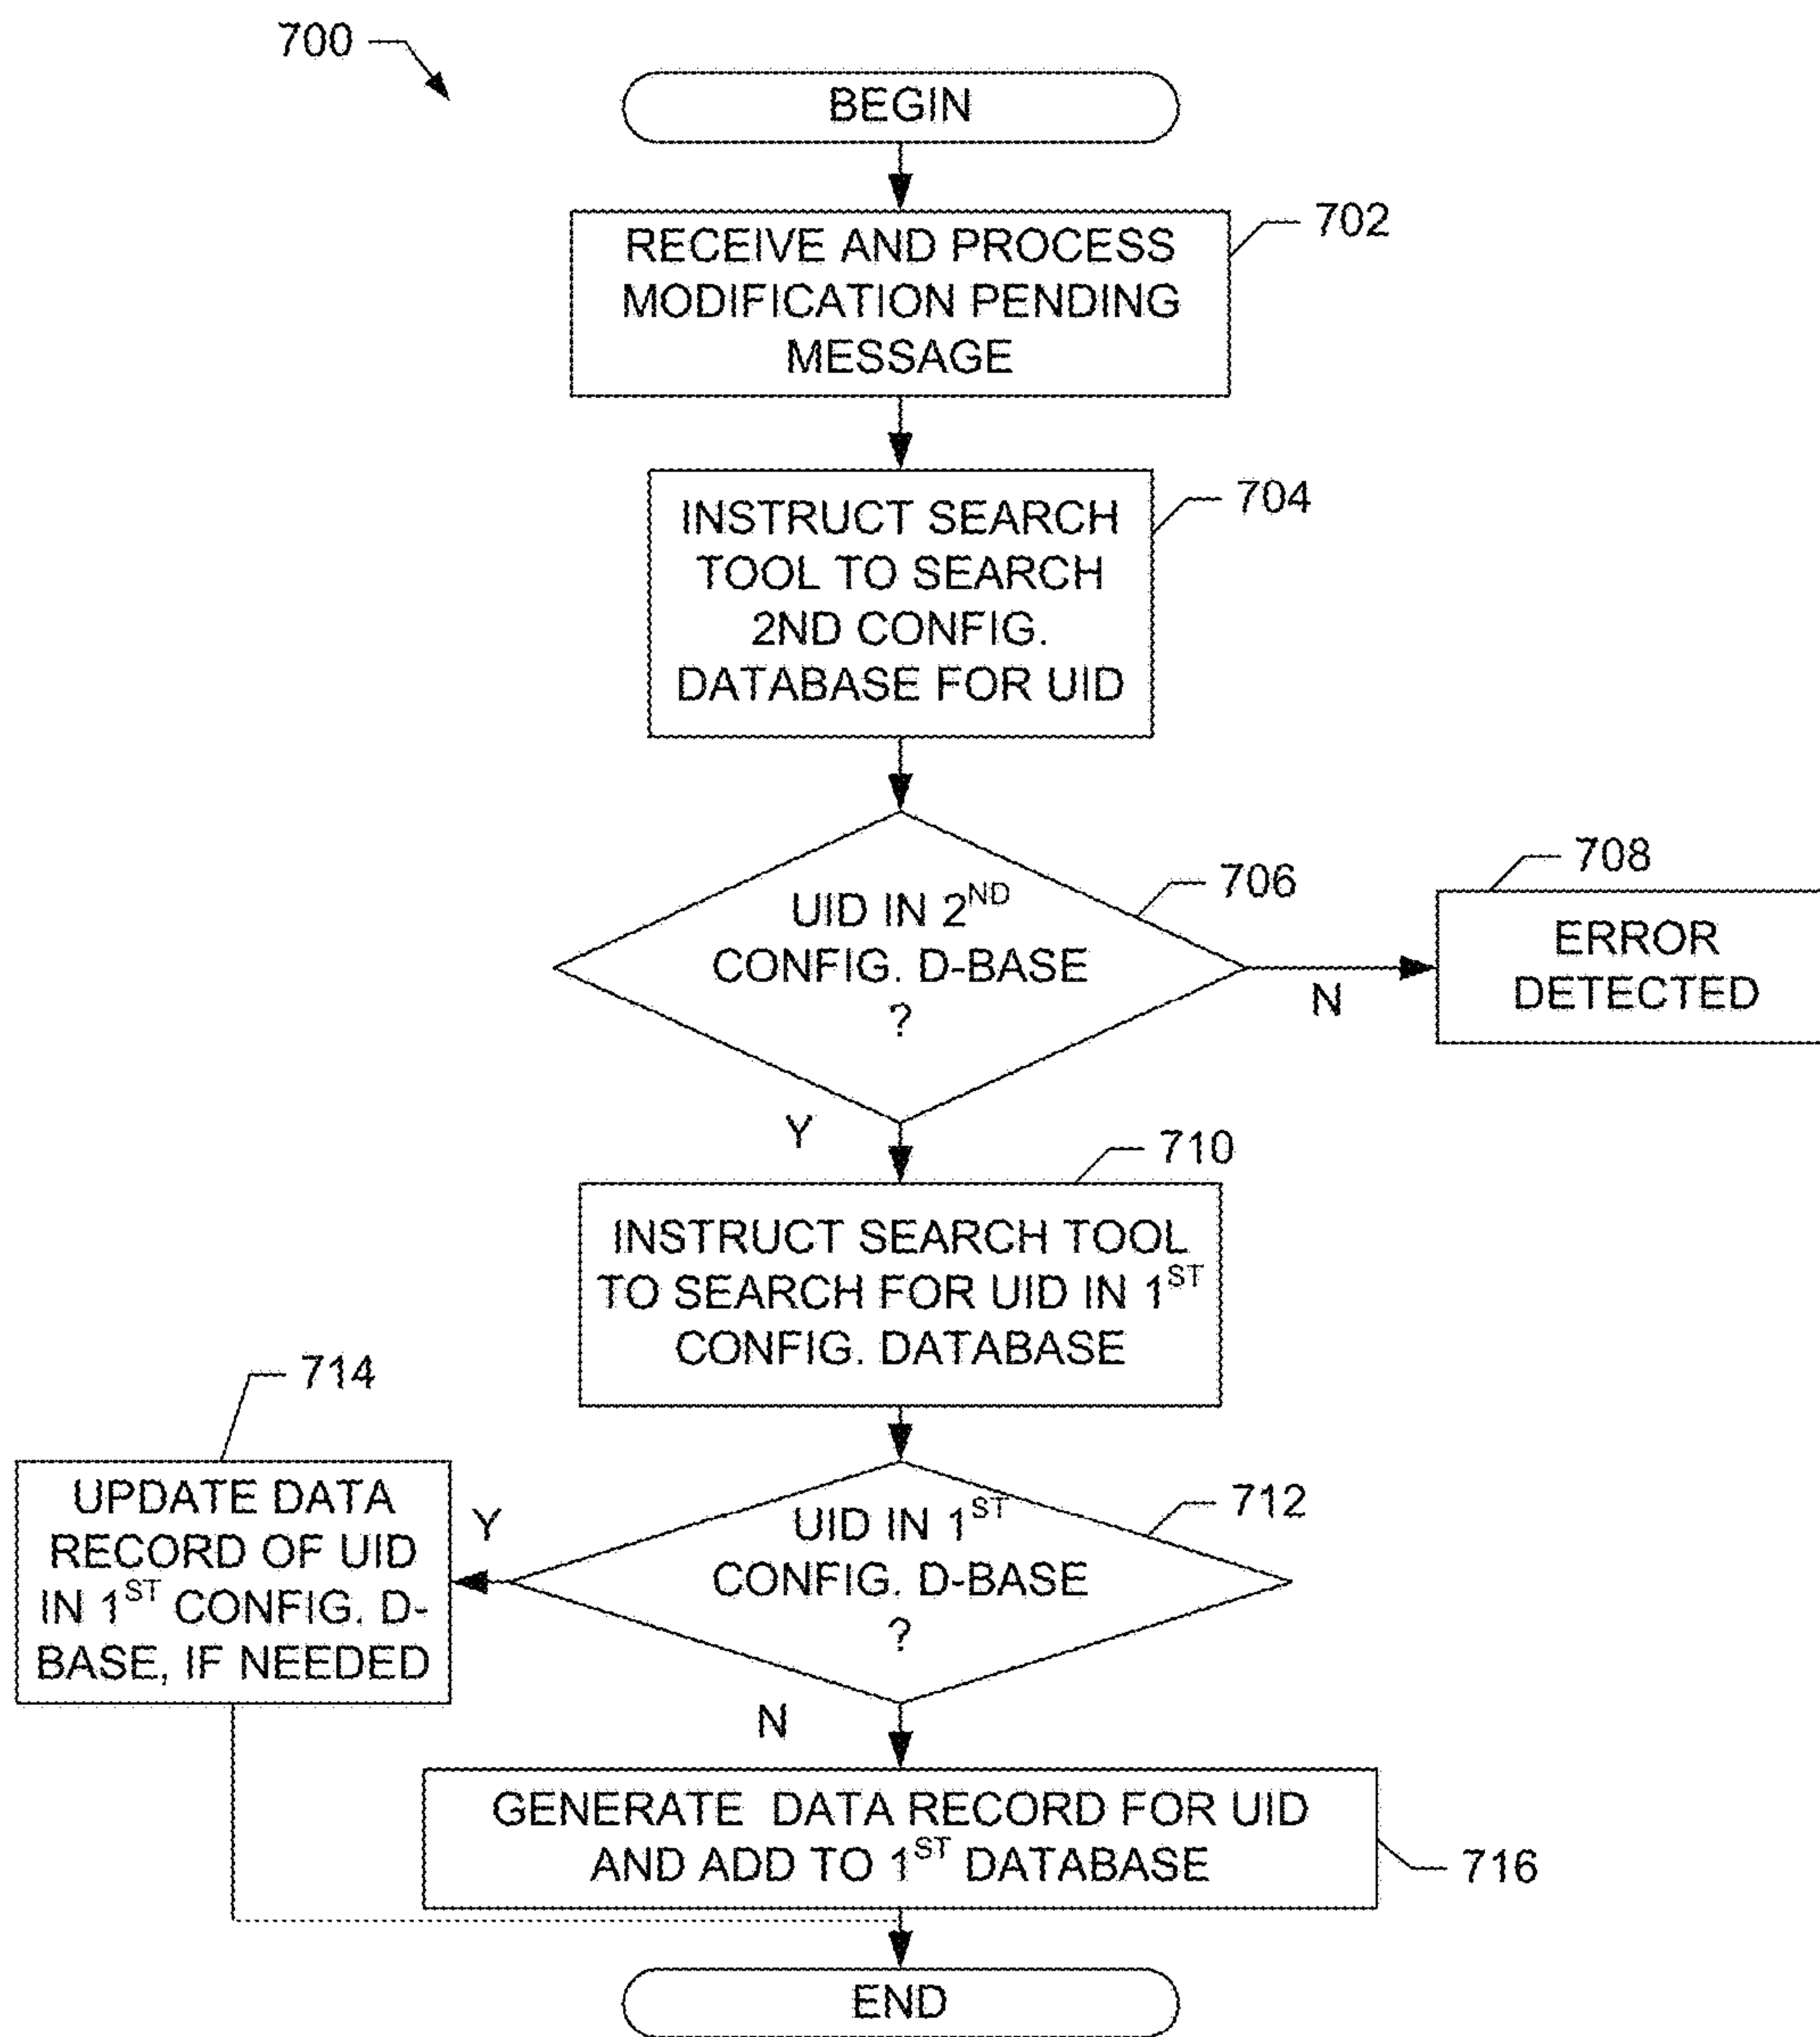 700
BEGIN
RECEIVE AND PROCESS
MODIFICATION PENDING
MESSAGE
702
INSTRUCT SEARCH
TOOL TO SEARCH
2ND CONFIG.
DATABASE FOR UID
704
UID IN 2ND
CONFIG. D-BASE
?
706
N
708
ERROR
DETECTED
Y
710
INSTRUCT SEARCH TOOL
TO SEARCH FOR UID IN 1ST
CONFIG. DATABASE
UID IN 1ST
CONFIG. D-BASE
?
712
Y
714
UPDATE DATA
RECORD OF UID
IN 1ST CONFIG. D-
BASE, IF NEEDED
N
GENERATE DATA RECORD FOR UID
AND ADD TO 1ST DATABASE
716
END